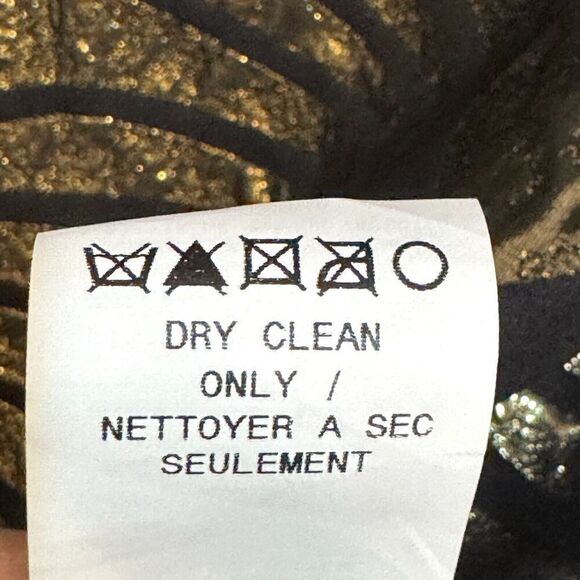 DRY CLEAN
ONLY /
NETTOYER A SEC
SEULEMENT